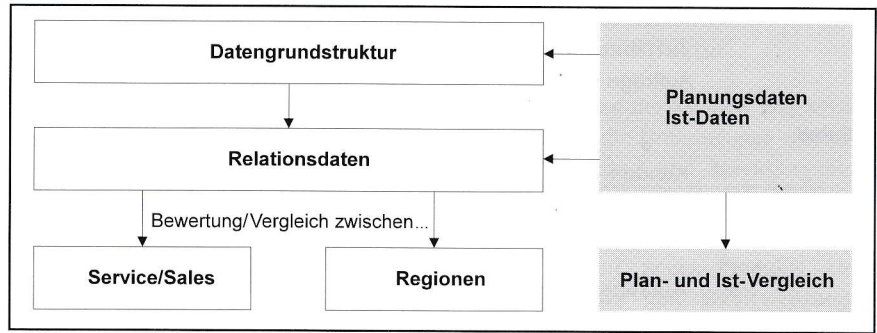 Datengrundstruktur
Planungsdaten
Ist-Daten
Relationsdaten
Bewertung/Vergleich zwischen...
Service/Sales
Regionen
Plan- und Ist-Vergleich